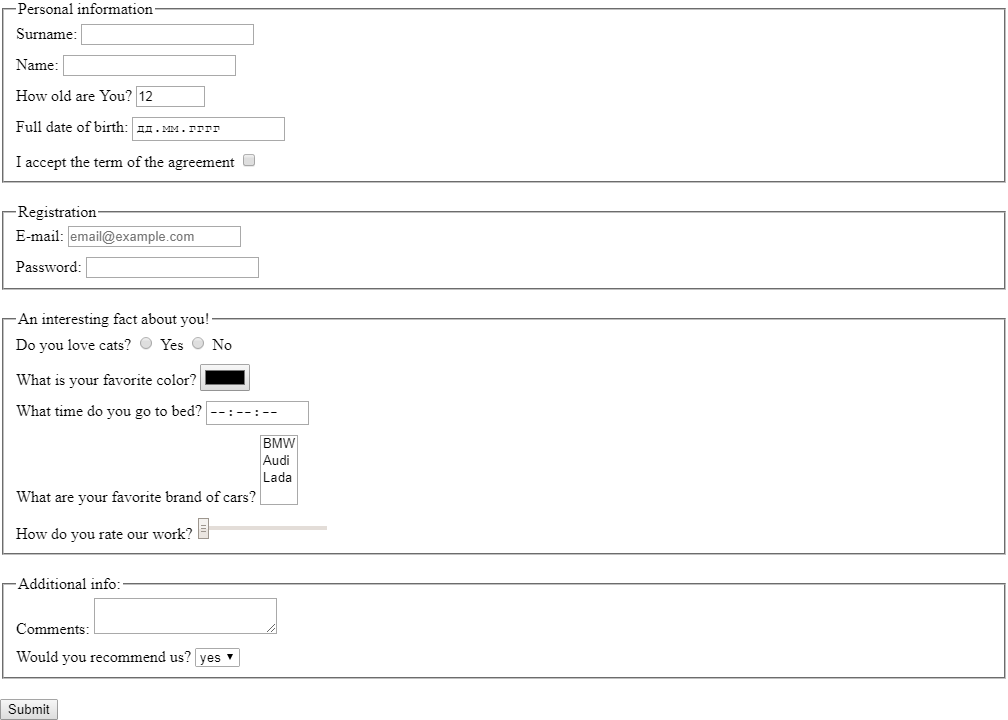 Personal information
Surname:
Name:
How old are You? 12
Full date of birth: дд.мм.гггг
I accept the term of the agreement
Registration
E-mail: email@example.com
Password:
An interesting fact about you!
Do you love cats? Yes No
What is your favorite color?
What time do you go to bed? --:--:--
BMW
Audi
Lada
What are your favorite brand of cars?
How do you rate our work?
Additional info:
Comments:
Would you recommend us? yes
Submit